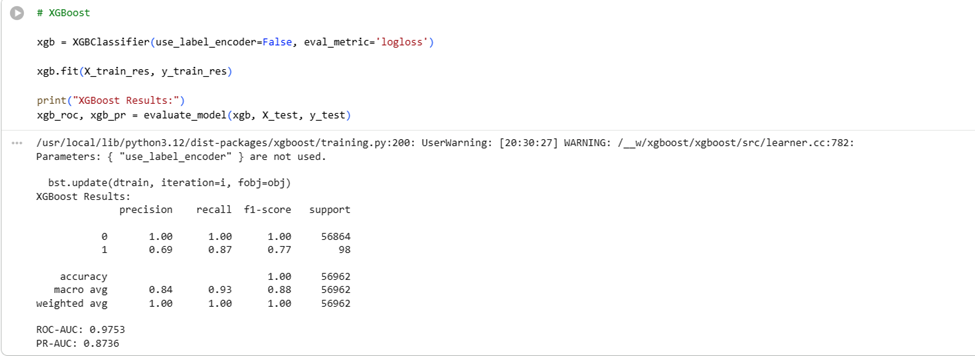 # XGBoost
xgb = XGBClassifier(use_label_encoder=False, eval_metric='logloss')
xgb.fit(X_train_res, y_train_res)
print("XGBoost Results:")
xgb_roc, xgb_pr = evaluate_model(xgb, X_test, y_test)
/usr/local/lib/python3.12/dist-packages/xgboost/training.py:200: UserWarning: [20:30:27] WARNING: /__w/xgboost/xgboost/src/learner.cc:782:
Parameters: { "use_label_encoder" } are not used.
bst.update(dtrain, iteration=i, fobj=obj)
XGBoost Results:
precision recall f1-score support
0 1.00 1.00 1.00 56864
1 0.69 0.87 0.77 98
accuracy 1.00 56962
macro avg 0.84 0.93 0.88 56962
weighted avg 1.00 1.00 1.00 56962
ROC-AUC: 0.9753
PR-AUC: 0.8736